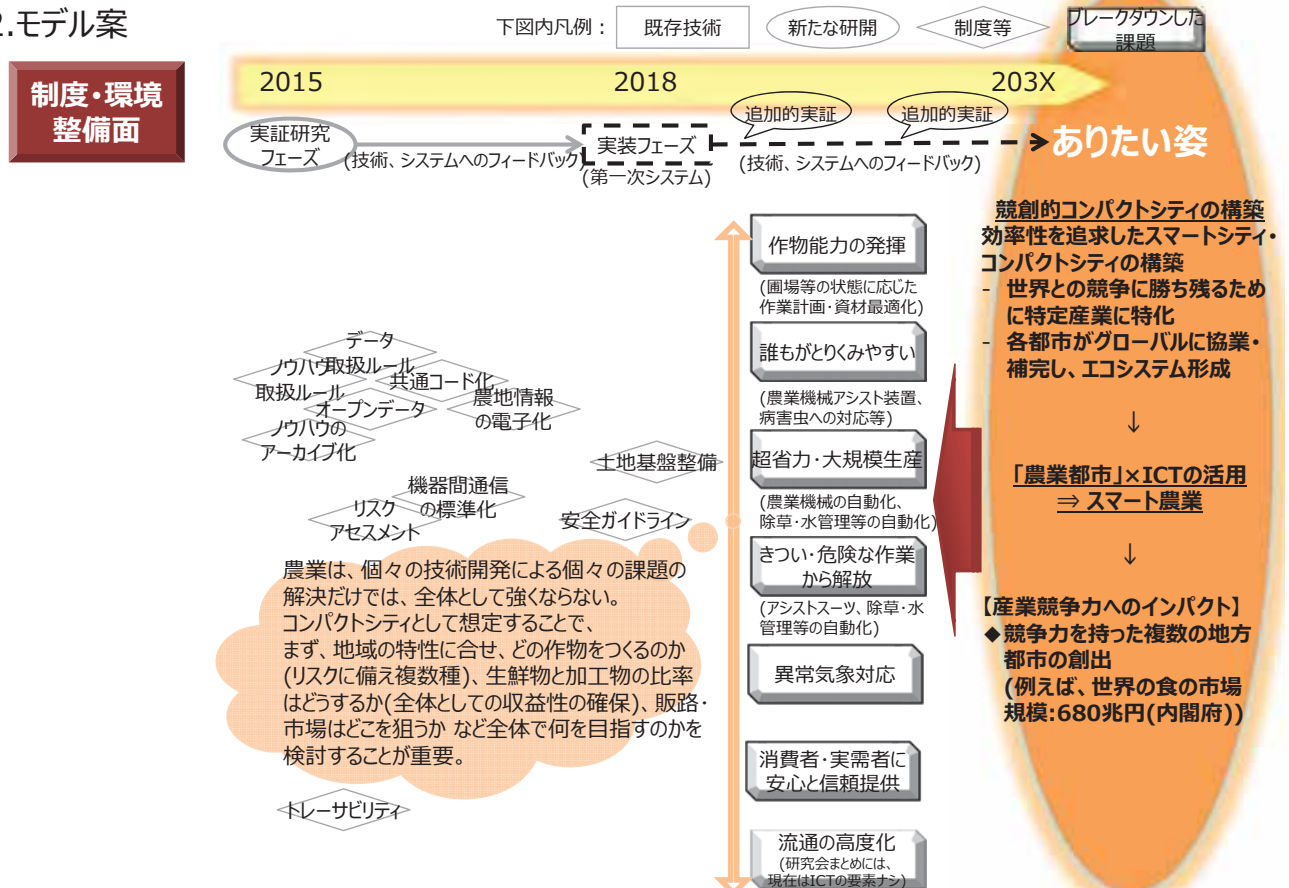 2.モデル案
下図内凡例：
既存技術
新たな研開
制度等
ブレークダウンした
課題
制度・環境
整備面
2015
2018
203X
追加的実証
追加的実証
実証研究
フェーズ
(技術、システムへのフィードバック)
実装フェーズ
(第一次システム)
(技術、システムへのフィードバック)
ありたい姿
競創的コンパクトシティの構築
効率性を追求したスマートシティ・
コンパクトシティの構築
- 世界との競争に勝ち残るため
に特定産業に特化
- 各都市がグローバルに協業・
補完し、エコシステム形成
↓
「農業都市」×ICTの活用
⇒ スマート農業
↓
【産業競争力へのインパクト】
◆競争力を持った複数の地方
都市の創出
(例えば、世界の食の市場
規模:680兆円(内閣府))
作物能力の発揮
(圃場等の状態に応じた
作業計画・資材最適化)
誰もがとりくみやすい
(農業機械アシスト装置、
病害虫への対応等)
超省力・大規模生産
(農業機械の自動化、
除草・水管理等の自動化)
きつい・危険な作業
から解放
(アシストスーツ、除草・水
管理等の自動化)
異常気象対応
消費者・実需者に
安心と信頼提供
流通の高度化
(研究会まとめには、
現在はICTの要素ナシ)
データ
取扱ルール
ノウハウ
取扱ルール
共通コード化
オープンデータ
農地情報
の電子化
ノウハウの
アーカイブ化
土地基盤整備
機器間通信
の標準化
リスク
アセスメント
安全ガイドライン
農業は、個々の技術開発による個々の課題の
解決だけでは、全体として強くならない。
コンパクトシティとして想定することで、
まず、地域の特性に合せ、どの作物をつくるのか
(リスクに備え複数種)、生鮮物と加工物の比率
はどうするか(全体としての収益性の確保)、販路・
市場はどこを狙うか など全体で何を目指すのかを
検討することが重要。
トレーサビリティ